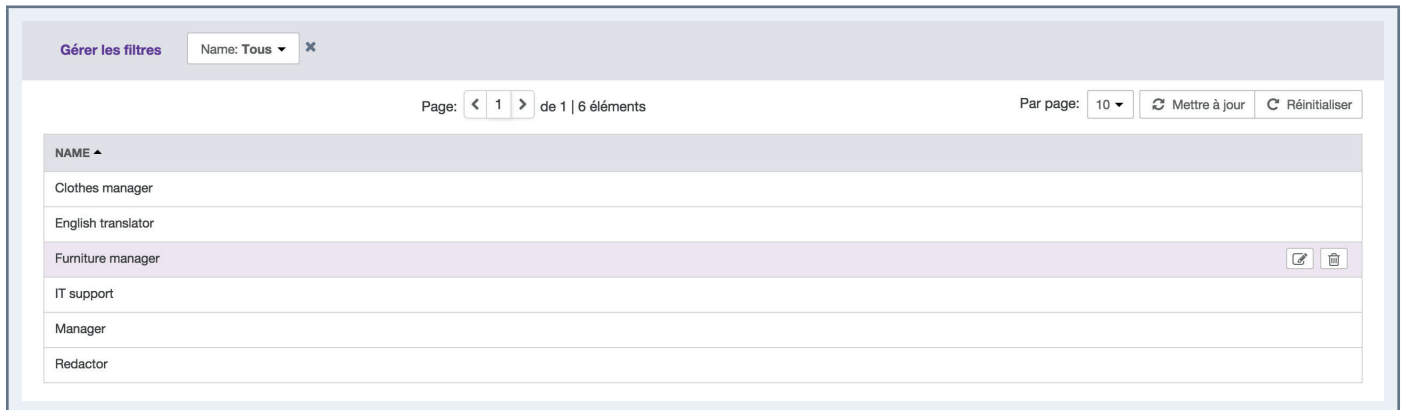 Gérer les filtres Name: Tous
Page: 1 de 1 | 6 éléments Par page: 10 Mettre à jour Réinitialiser
NAME
Clothes manager
English translator
Furniture manager
IT support
Manager
Redactor